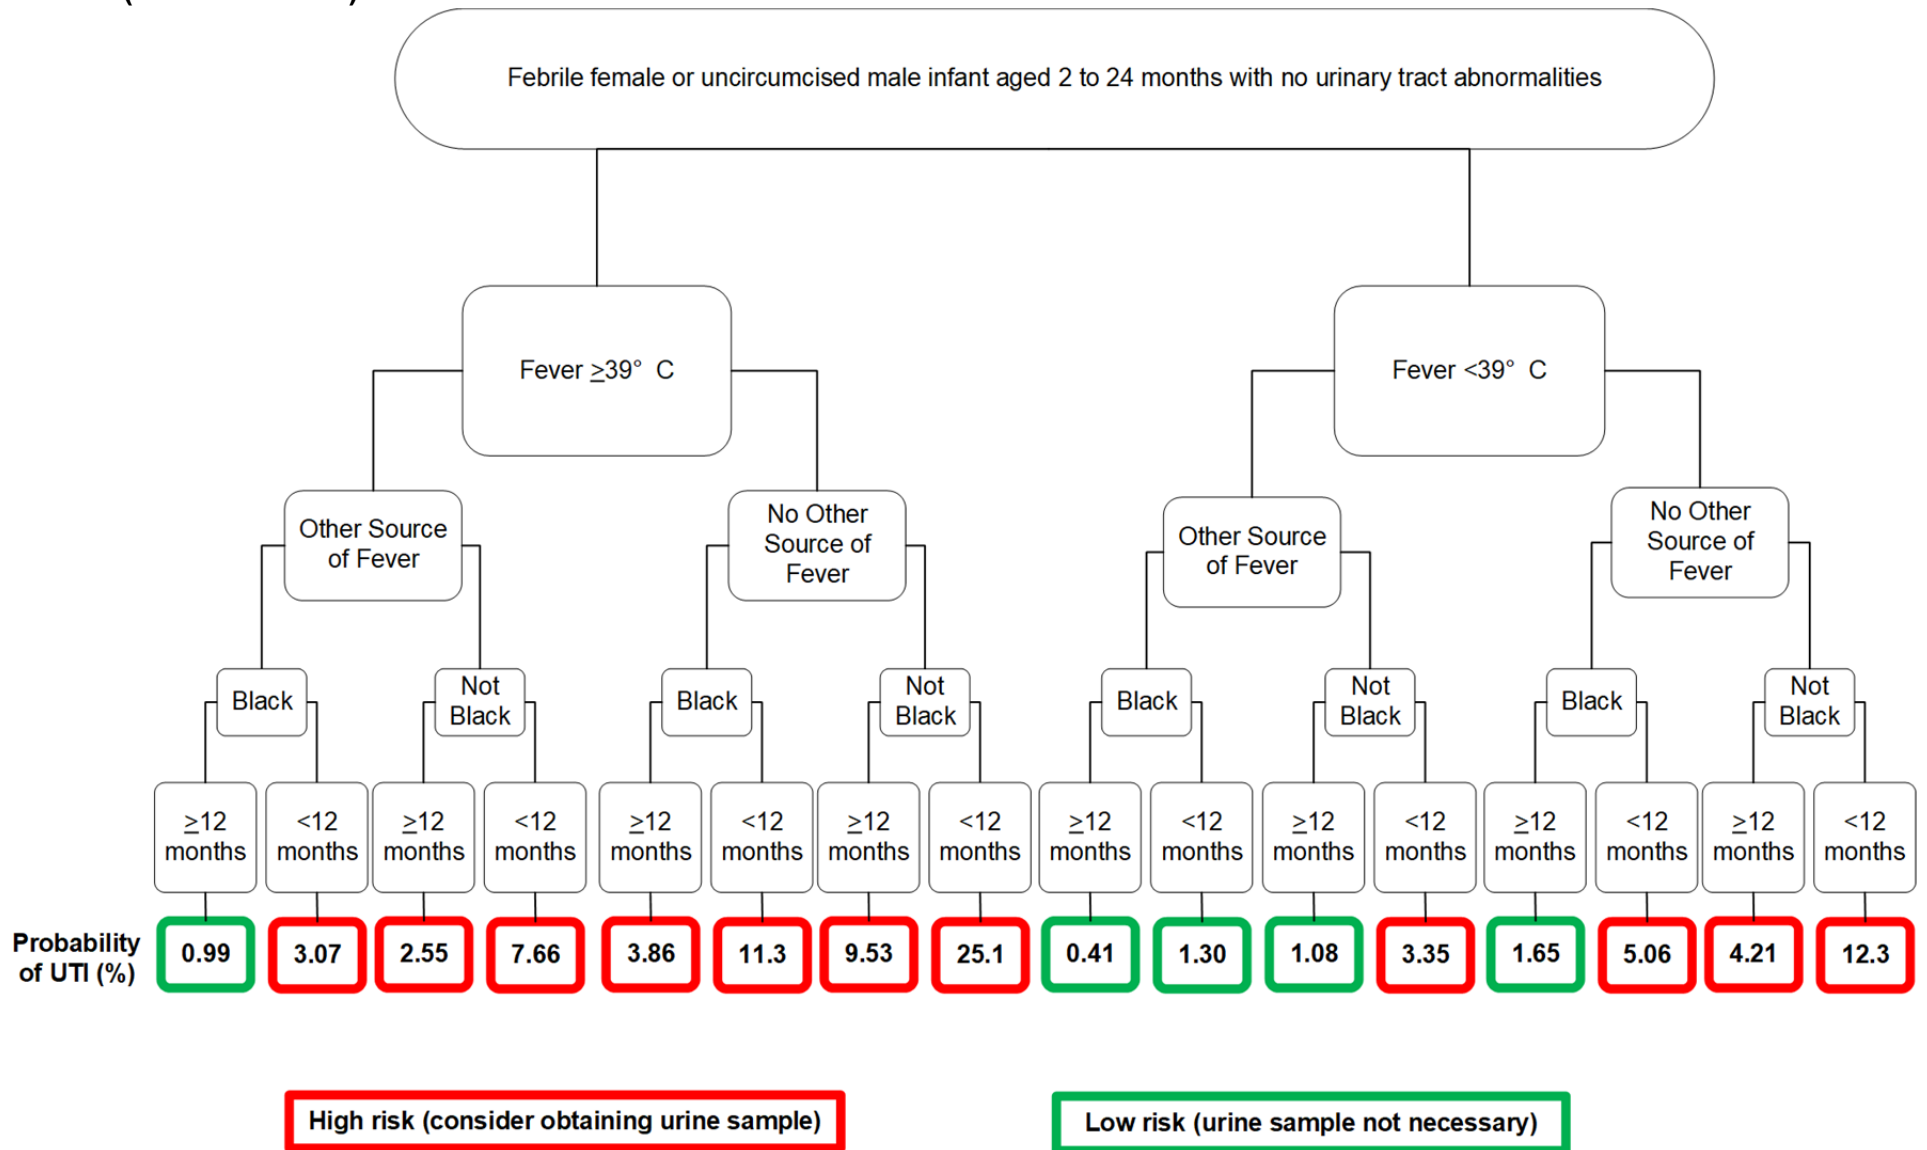 Febrile female or uncircumcised male infant aged 2 to 24 months with no urinary tract abnormalities
Fever ≥39° C
Fever <39° C
Other Source
of Fever
No Other
Source of
Fever
Other Source
of Fever
No Other
Source of
Fever
Black
Not
Black
Black
Not
Black
Black
Not
Black
Black
Not
Black
≥12
months
<12
months
≥12
months
<12
months
≥12
months
<12
months
≥12
months
<12
months
≥12
months
<12
months
≥12
months
<12
months
≥12
months
<12
months
≥12
months
<12
months
Probability
of UTI (%)
0.99
3.07
2.55
7.66
3.86
11.3
9.53
25.1
0.41
1.30
1.08
3.35
1.65
5.06
4.21
12.3
High risk (consider obtaining urine sample)
Low risk (urine sample not necessary)